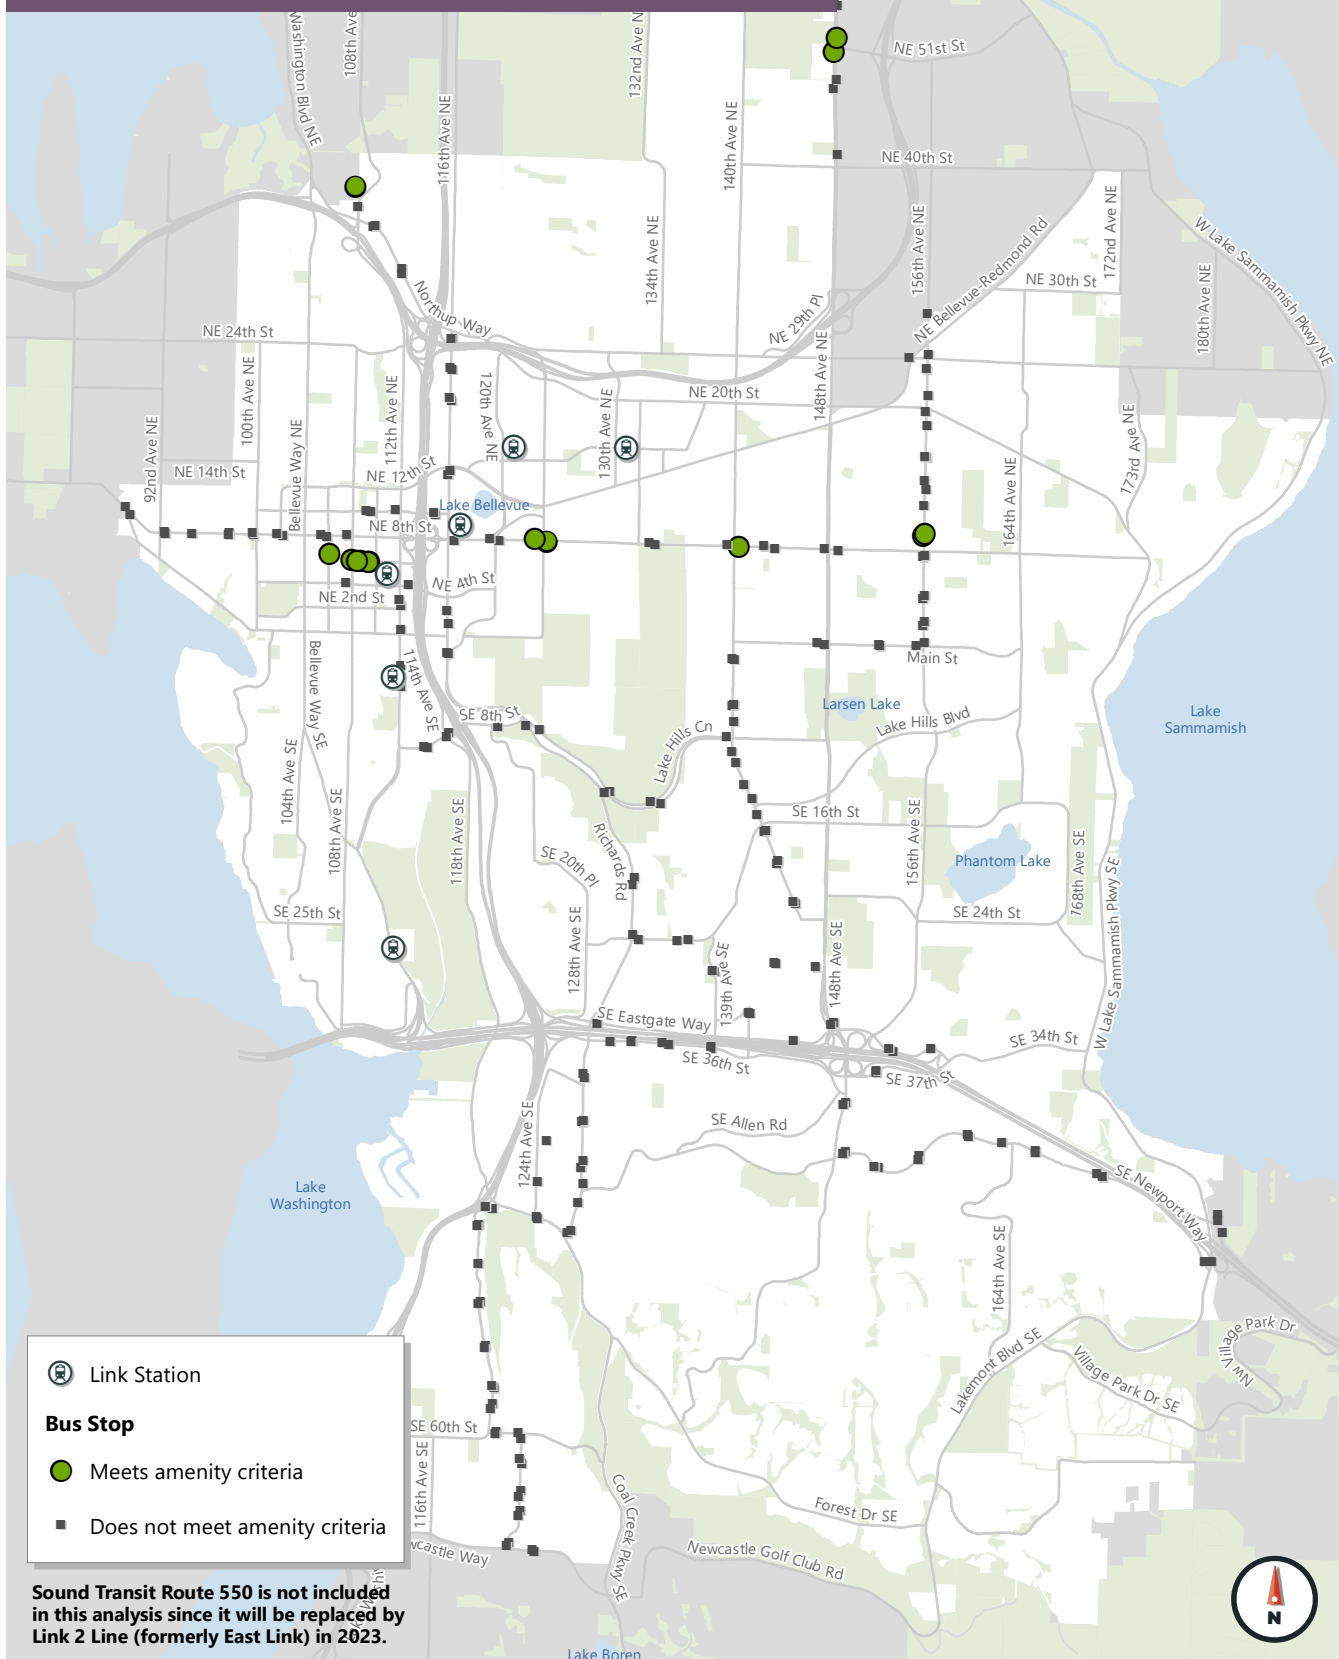 Washington Blvd NE
108th Ave
116th Ave NE
132nd Ave N
140th Ave NE
NE 51st St
NE 40th St
156th Ave NE
172nd Ave NE
W Lake Sammamish Pkwy NE
134th Ave NE
NE Bellevue-Redmond Rd
NE 30th St
180th Ave NE
Northup Way
NE 29th Pl
NE 24th St
148th Ave NE
100th Ave NE
112th Ave NE
120th Ave NE
130th Ave NE
NE 20th St
92nd Ave NE
Bellevue Way NE
173rd Ave NE
NE 14th St
NE 12th St
164th Ave NE
Lake Bellevue
NE 8th St
NE 4th St
NE 2nd St
Main St
Bellevue Way SE
114th Ave SE
Larsen Lake
Lake
Sammamish
SE 8th St
Lake Hills Cn
Lake Hills Blvd
104th Ave SE
108th Ave SE
118th Ave SE
SE 16th St
Richards Rd
SE 20th Pl
156th Ave SE
Phantom Lake
768th Ave SE
SE 25th St
SE 24th St
128th Ave SE
139th Ave SE
148th Ave SE
W Lake Sammamish Pkwy SE
SE Eastgate Way
SE 34th St
SE 36th St
SE 37th St
124th Ave SE
SE Allen Rd
Lake
Washington
SE Newport Way
164th Ave SE
Lakemont Blvd SE
Village Park Dr SE
NW Village Park Dr
Link Station
Bus Stop
Meets amenity criteria
Does not meet amenity criteria
SE 60th St
116th Ave SE
Coal Creek Pkwy SE
Forest Dr SE
wcastle Way
Newcastle Golf Club Rd
Sound Transit Route 550 is not included
in this analysis since it will be replaced by
Link 2 Line (formerly East Link) in 2023.
Lake Boren
N